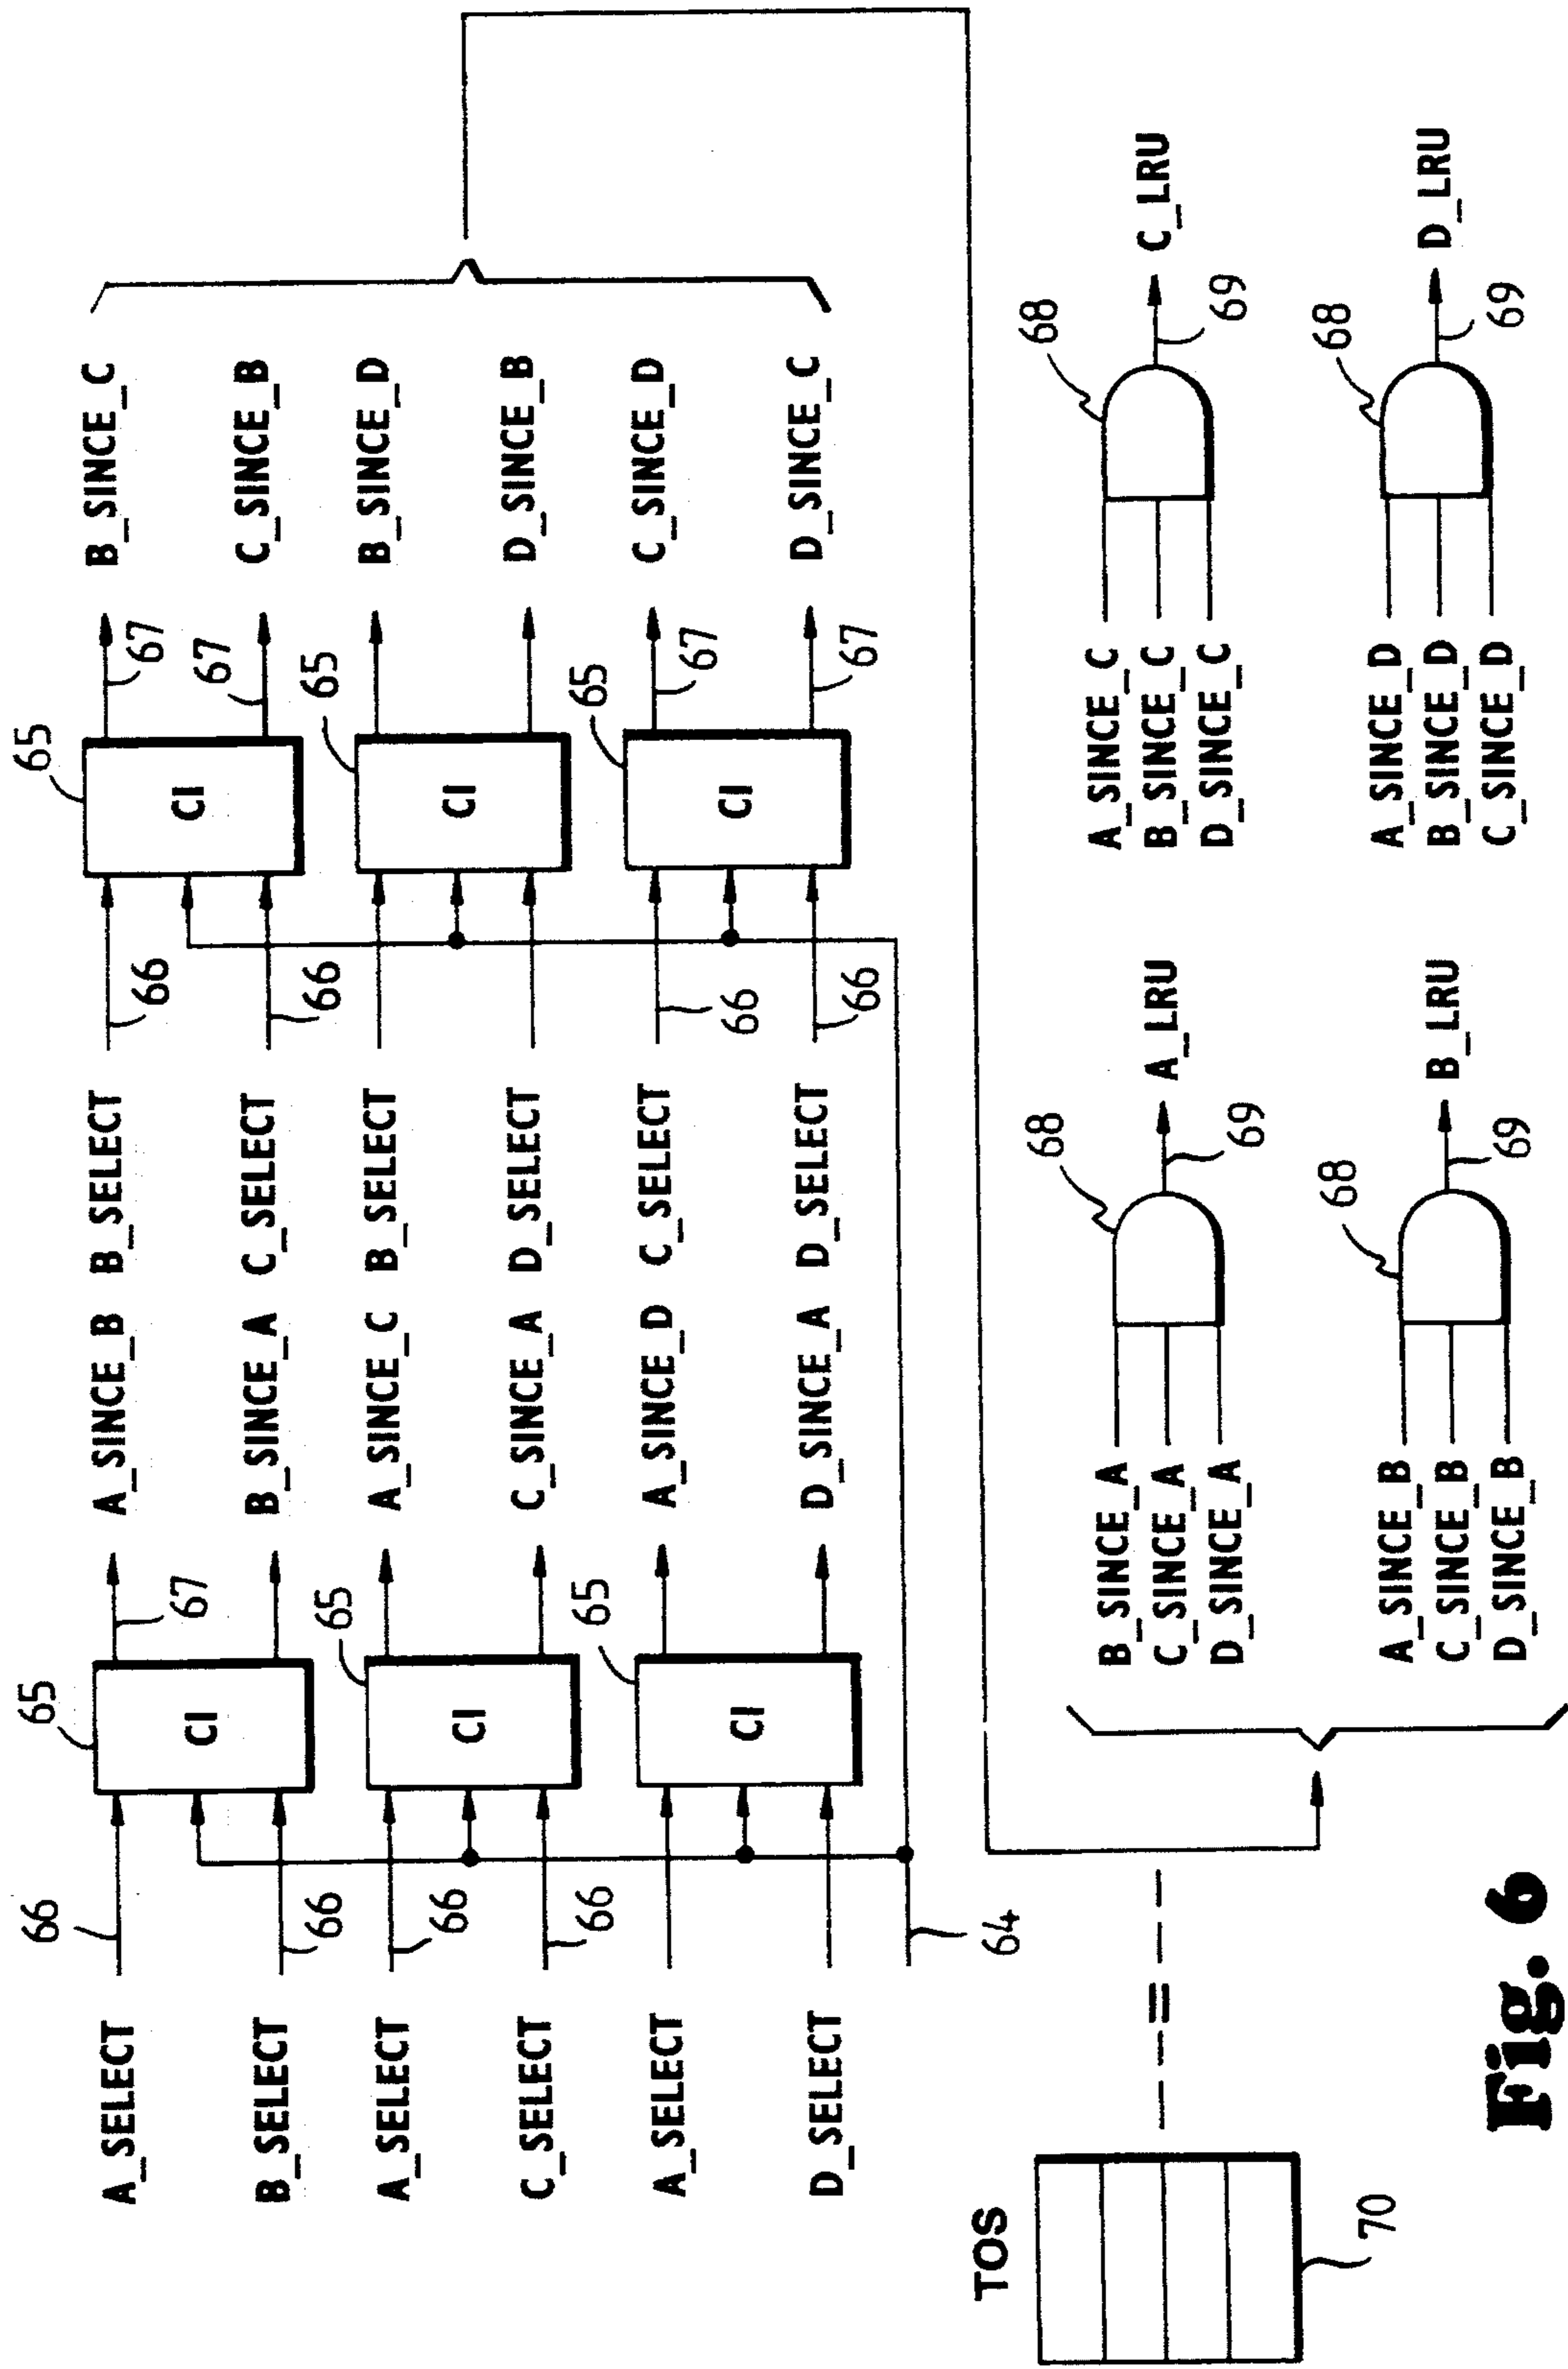 A_SELECT 66 65 CI 67 A_SINCE_B B_SELECT 66 65 CI 67 B_SINCE_C
B_SELECT 66 B_SINCE_A C_SELECT 66 67 C_SINCE_B
A_SELECT 66 65 CI A_SINCE_C B_SELECT 65 CI B_SINCE_D
C_SELECT 66 C_SINCE_A D_SELECT D_SINCE_B
A_SELECT 65 CI A_SINCE_D C_SELECT 66 65 CI 67 C_SINCE_D
D_SELECT D_SINCE_A D_SELECT 66 67 D_SINCE_C
64
TOS
70
=
B_SINCE_A
C_SINCE_A
D_SINCE_A
68
69
A_LRU
A_SINCE_C
B_SINCE_C
D_SINCE_C
68
69
C_LRU
A_SINCE_B
C_SINCE_B
D_SINCE_B
68
69
B_LRU
A_SINCE_D
B_SINCE_D
C_SINCE_D
68
69
D_LRU
Fig. 6